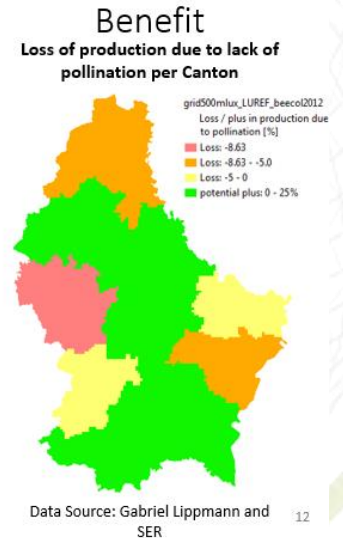 Benefit
Loss of production due to lack of
pollination per Canton
grid500mlux_LUREF_beecol2012
Loss / plus in production due
to pollination [%]
Loss: -8.63
Loss: -8.63 - -5.0
Loss: -5 - 0
potential plus: 0 - 25%
Data Source: Gabriel Lippmann and
SER
12